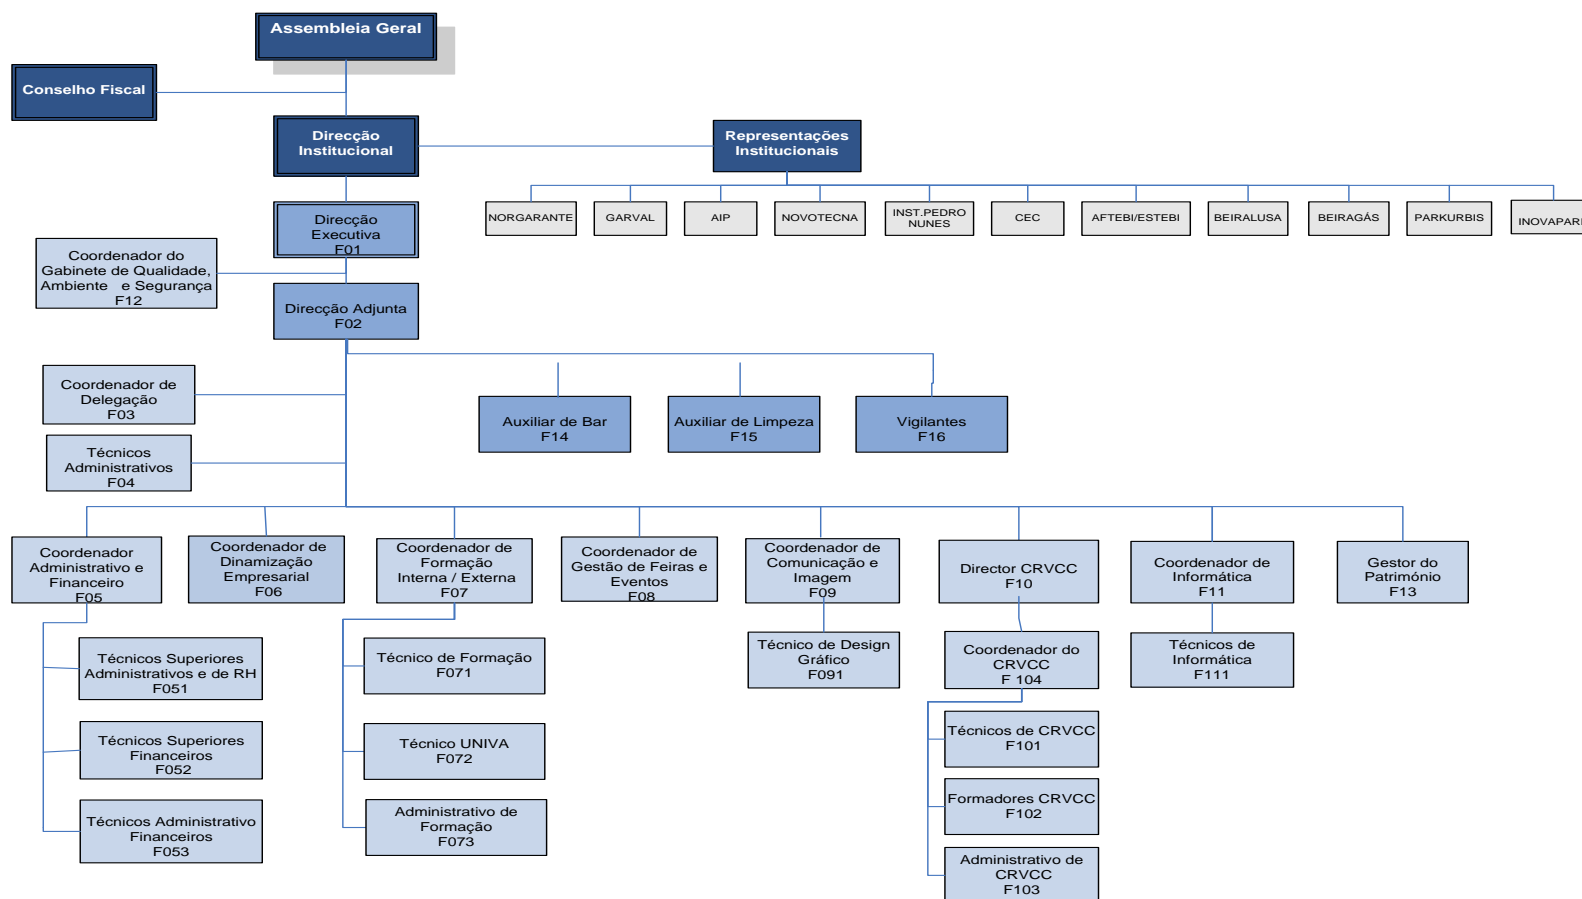 Assembleia Geral
Conselho Fiscal
Direcção
Institucional
Representações
Institucionais
NORGARANTE
GARVAL
AIP
NOVOTECNA
INST.PEDRO
NUNES
CEC
AFTEBI/ESTEBI
BEIRALUSA
BEIRAGÁS
PARKURBIS
Direcção
Executiva
F01
Coordenador do
Gabinete de Qualidade,
Ambiente e Segurança
F12
Direcção Adjunta
F02
Coordenador de
Delegação
F03
Técnicos
Administrativos
F04
Auxiliar de Bar
F14
Auxiliar de Limpeza
F15
Vigilantes
F16
Coordenador
Administrativo e
Financeiro
F05
Coordenador de
Dinamização
Empresarial
F06
Coordenador de
Formação
Interna / Externa
F07
Coordenador de
Gestão de Feiras e
Eventos
F08
Coordenador de
Comunicação e
Imagem
F09
Director CRVCC
F10
Coordenador de
Informática
F11
Gestor do
Património
F13
Técnicos Superiores
Administrativos e de RH
F051
Técnicos Superiores
Financeiros
F052
Técnicos Administrativo
Financeiros
F053
Técnico de Formação
F071
Técnico UNIVA
F072
Administrativo de
Formação
F073
Técnico de Design
Gráfico
F091
Coordenador do
CRVCC
F 104
Técnicos de CRVCC
F101
Formadores CRVCC
F102
Administrativo de
CRVCC
F103
Técnicos de
Informática
F111